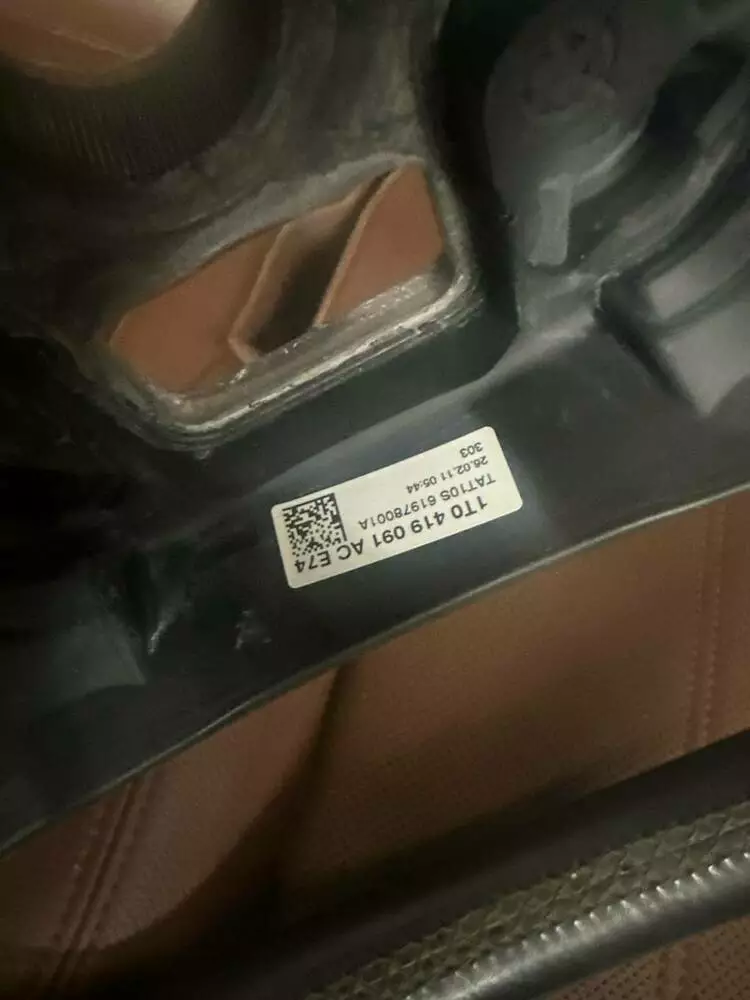 1T0 419 091 AC E74
TAT10S 61978001A
26.02.11 05:44
303